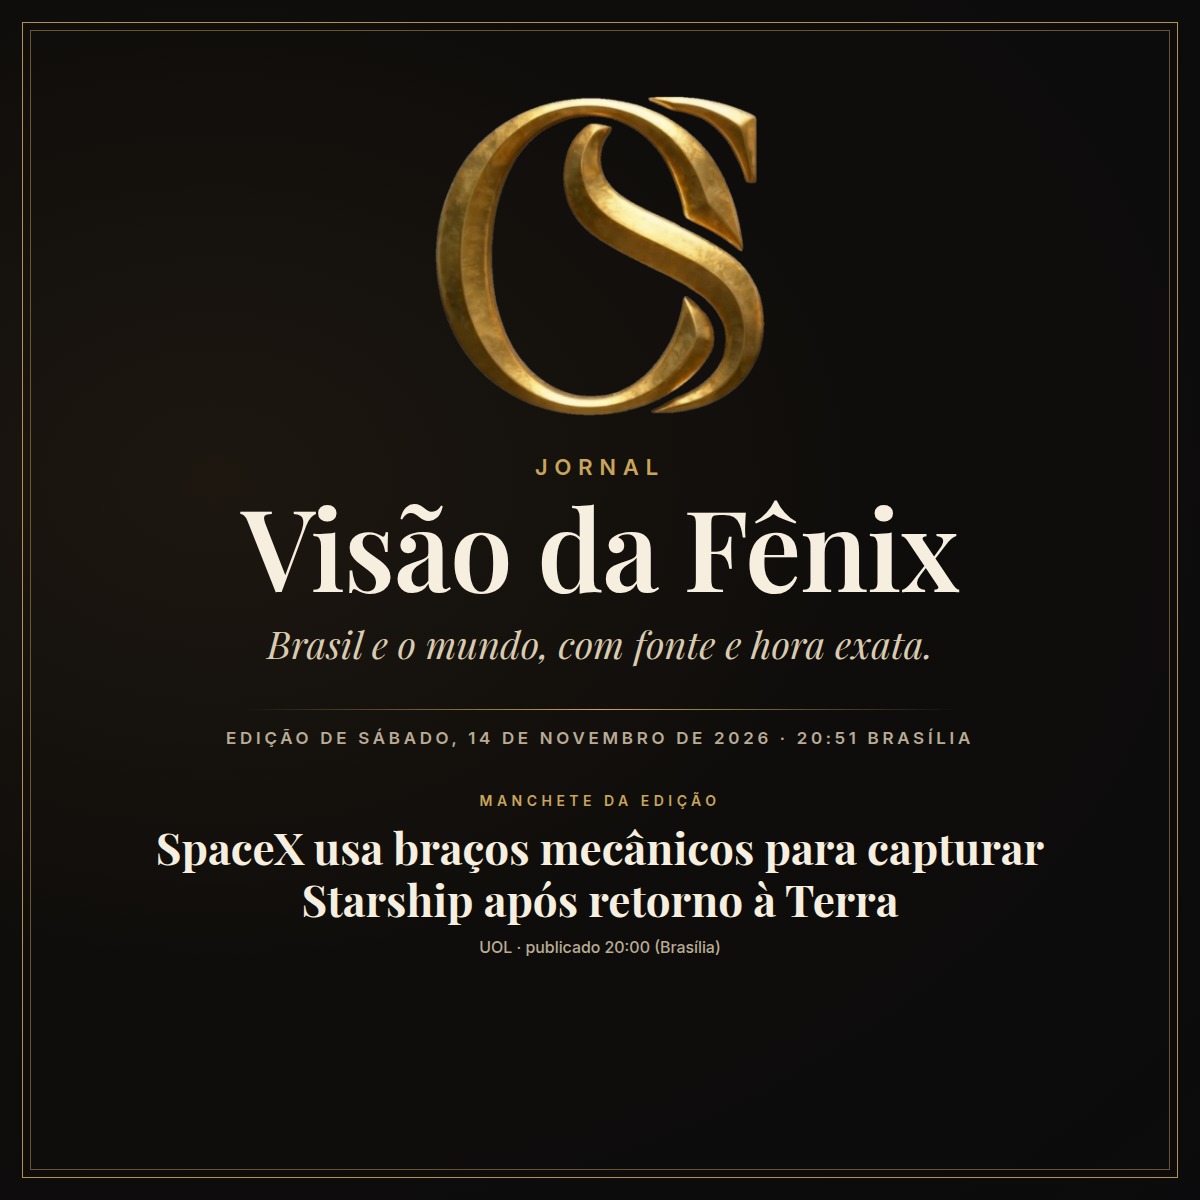 CS
JORNAL
Visão da Fênix
Brasil e o mundo, com fonte e hora exata.
EDIÇÃO DE SÁBADO, 14 DE NOVEMBRO DE 2026 · 20:51 BRASÍLIA
MANCHETE DA EDIÇÃO
SpaceX usa braços mecânicos para capturar
Starship após retorno à Terra
UOL · publicado 20:00 (Brasília)